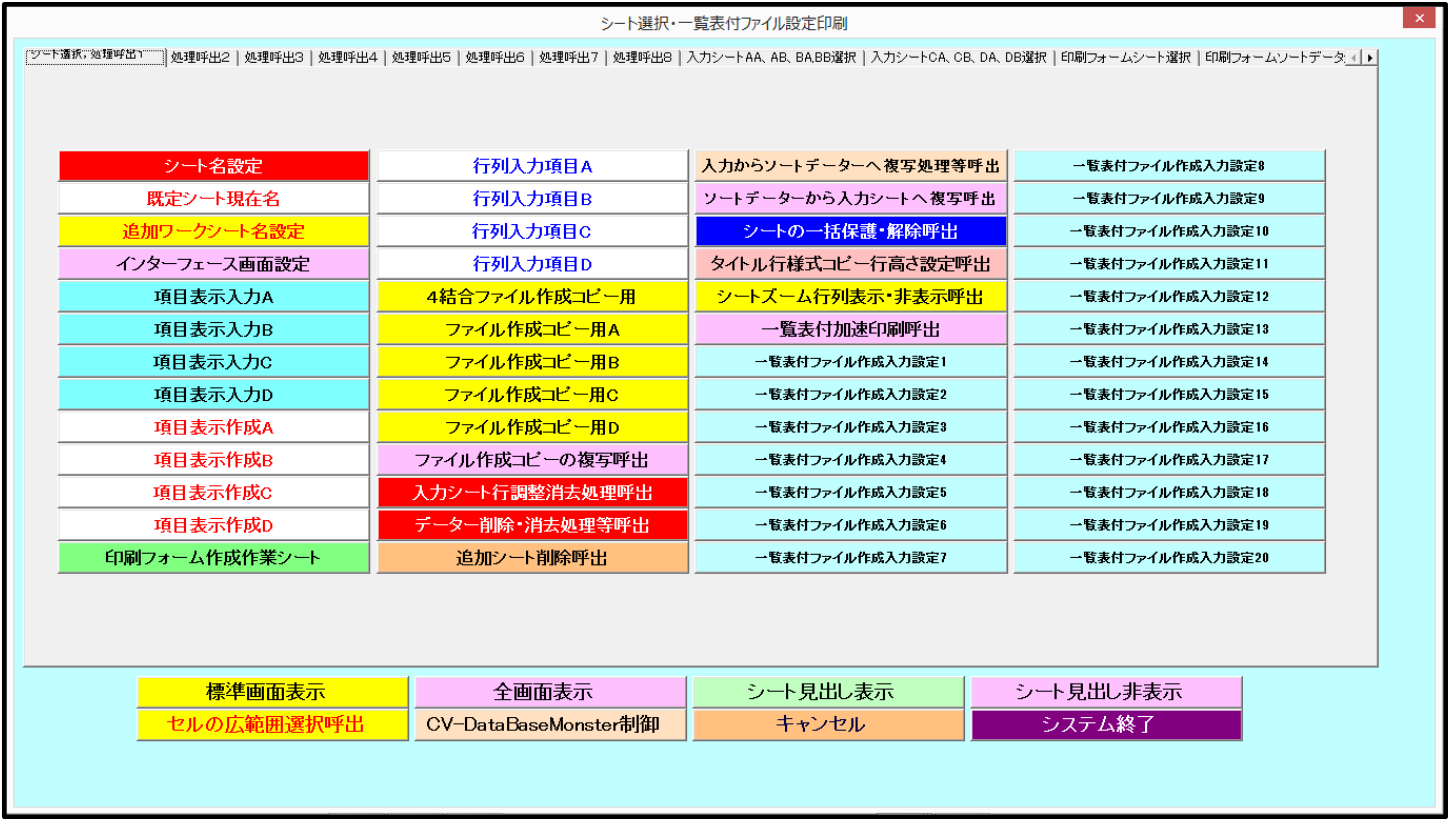 シート選択・一覧表付ファイル設定印刷
シート選択，処理呼出1 処理呼出2 処理呼出3 処理呼出4 処理呼出5 処理呼出6 処理呼出7 処理呼出8 入力シートAA、AB、BA,BB選択 入力シートCA、CB、DA、DB選択 印刷フォームシート選択 印刷フォームソートデータ
シート名設定 行列入力項目A 入力からソートデーターへ複写処理等呼出 一覧表付ファイル作成入力設定8
既定シート現在名 行列入力項目B ソートデーターから入力シートへ複写呼出 一覧表付ファイル作成入力設定9
追加ワークシート名設定 行列入力項目C シートの一括保護・解除呼出 一覧表付ファイル作成入力設定10
インターフェース画面設定 行列入力項目D タイトル行様式コピー行高さ設定呼出 一覧表付ファイル作成入力設定11
項目表示入力A 4結合ファイル作成コピー用 シートズーム行列表示・非表示呼出 一覧表付ファイル作成入力設定12
項目表示入力B ファイル作成コピー用A 一覧表付加速印刷呼出 一覧表付ファイル作成入力設定13
項目表示入力C ファイル作成コピー用B 一覧表付ファイル作成入力設定1 一覧表付ファイル作成入力設定14
項目表示入力D ファイル作成コピー用C 一覧表付ファイル作成入力設定2 一覧表付ファイル作成入力設定15
項目表示作成A ファイル作成コピー用D 一覧表付ファイル作成入力設定3 一覧表付ファイル作成入力設定16
項目表示作成B ファイル作成コピーの複写呼出 一覧表付ファイル作成入力設定4 一覧表付ファイル作成入力設定17
項目表示作成C 入力シート行調整消去処理呼出 一覧表付ファイル作成入力設定5 一覧表付ファイル作成入力設定18
項目表示作成D データー削除・消去処理等呼出 一覧表付ファイル作成入力設定6 一覧表付ファイル作成入力設定19
印刷フォーム作成作業シート 追加シート削除呼出 一覧表付ファイル作成入力設定7 一覧表付ファイル作成入力設定20
標準画面表示 全画面表示 シート見出し表示 シート見出し非表示
セルの広範囲選択呼出 CV-DataBaseMonster制御 キャンセル システム終了